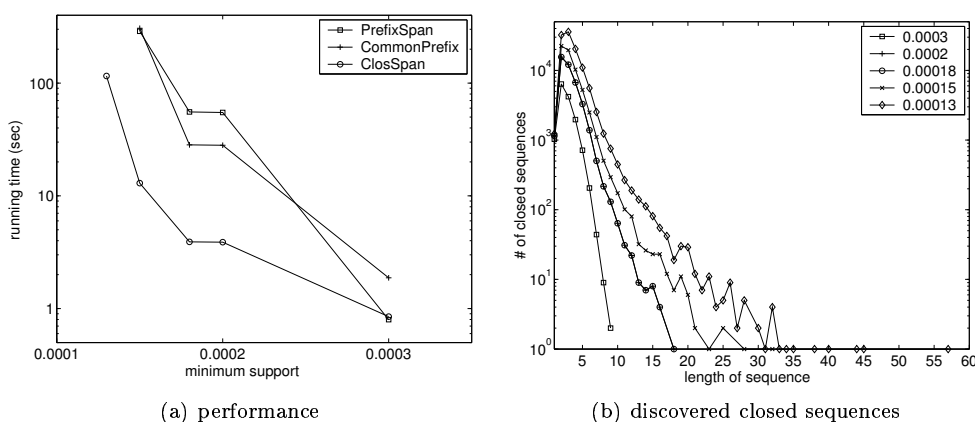 PrefixSpan
CommonPrefix
ClosSpan
100
10
1
running time (sec)
0.0001 0.0002 0.0003
minimum support
(a) performance
0.0003
0.0002
0.00018
0.00015
0.00013
10^4
10^3
10^2
10^1
10^0
# of closed sequences
5 10 15 20 25 30 35 40 45 50 55 60
length of sequence
(b) discovered closed sequences